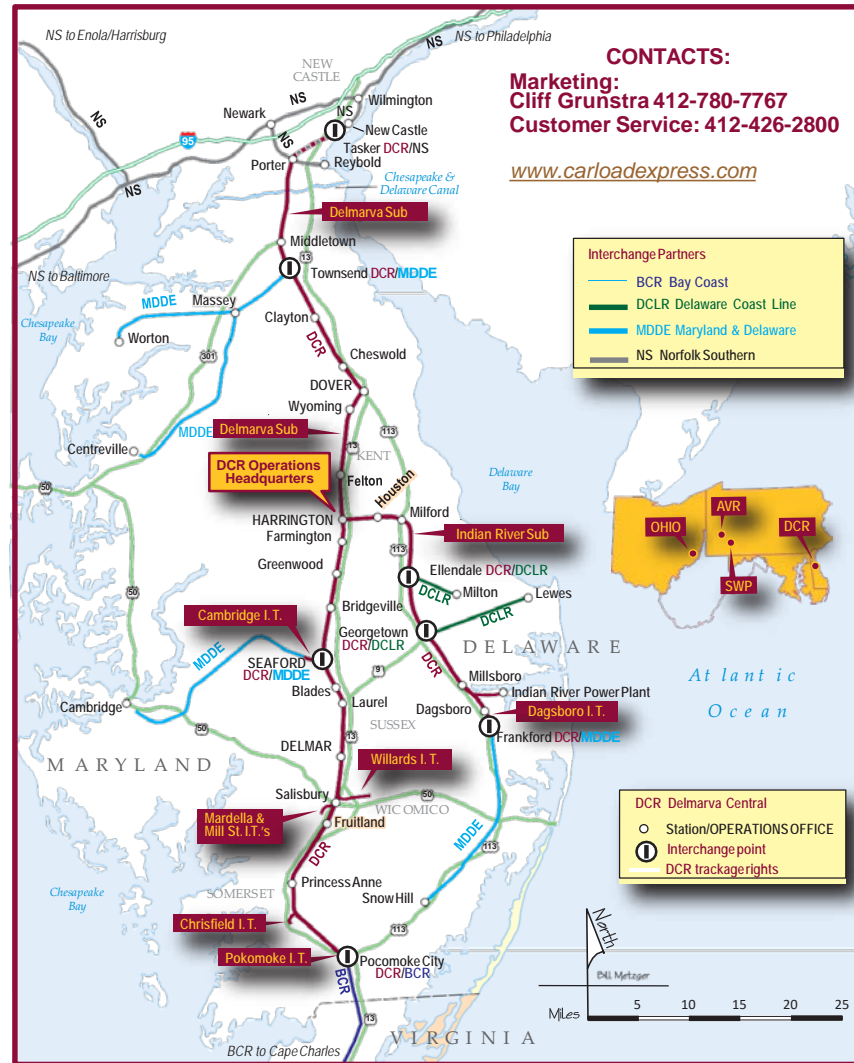 NS to Enola/Harrisburg
NS to Philadelphia
NS
NS
NEW
CASTLE
CONTACTS:
Marketing:
Cliff Grunstra 412-780-7767
Customer Service: 412-426-2800
www.carloadexpress.com
NS
Wilmington
Newark
NS
New Castle
95
NS
Tasker DCR/NS
Porter
Reybold
NS
NS
Chesapeake &
Delaware Canal
Delmarva Sub
Middletown
13
NS to Baltimore
Townsend DCR/MDDE
MDDE
Massey
Chesapeake
Bay
Clayton
Worton
DCR
301
Cheswold
DOVER
Wyoming
MDDE
Delmarva Sub
113
Centreville
13
KENT
DCR Operations
Headquarters
Felton
Delaware
Bay
50
Houston
HARRINGTON
Milford
Farmington
113
Indian River Sub
Greenwood
Ellendale DCR/DCLR
DCLR
Milton
Lewes
50
Bridgeville
DCLR
Cambridge I.T.
Georgetown
DCR/DCLR
DELAWARE
MDDE
SEAFORD
DCR/MDDE
DCR
9
Millsboro
Blades
Indian River Power Plant
Cambridge
Laurel
Dagsboro
Dagsboro I.T.
SUSSEX
13
50
Frankford DCR/MDDE
DELMAR
MARYLAND
Willards I.T.
Salisbury
50
WICOMICO
Mardella &
Mill St. I.T.'s
Fruitland
MDDE
DCR
113
13
Chesapeake
Bay
SOMERSET
Princess Anne
Snow Hill
Chrisfield I.T.
113
Pokomoke I.T.
Pocomoke City
DCR/BCR
BCR
13
VIRGINIA
BCR to Cape Charles
Interchange Partners
BCR Bay Coast
DCLR Delaware Coast Line
MDDE Maryland & Delaware
NS Norfolk Southern
AVR
OHIO
DCR
SWP
Atlantic
Ocean
DCR Delmarva Central
Station/OPERATIONS OFFICE
Interchange point
DCR trackage rights
North
Bill Metzger
Miles
5 10 15 20 25